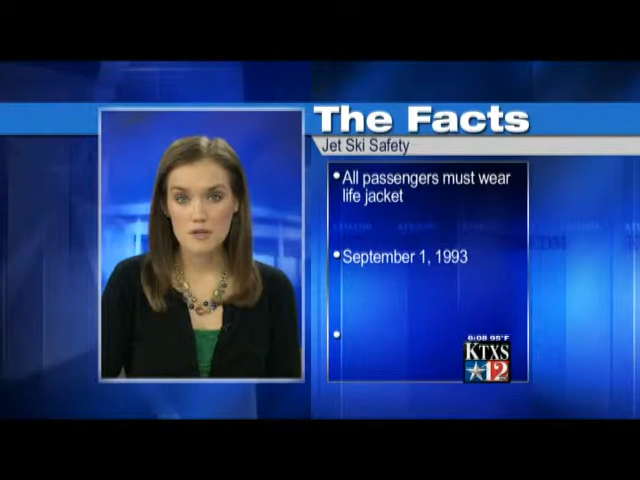 The Facts
Jet Ski Safety
All passengers must wear
life jacket
September 1, 1993
6:08 95°F
KTXS
12